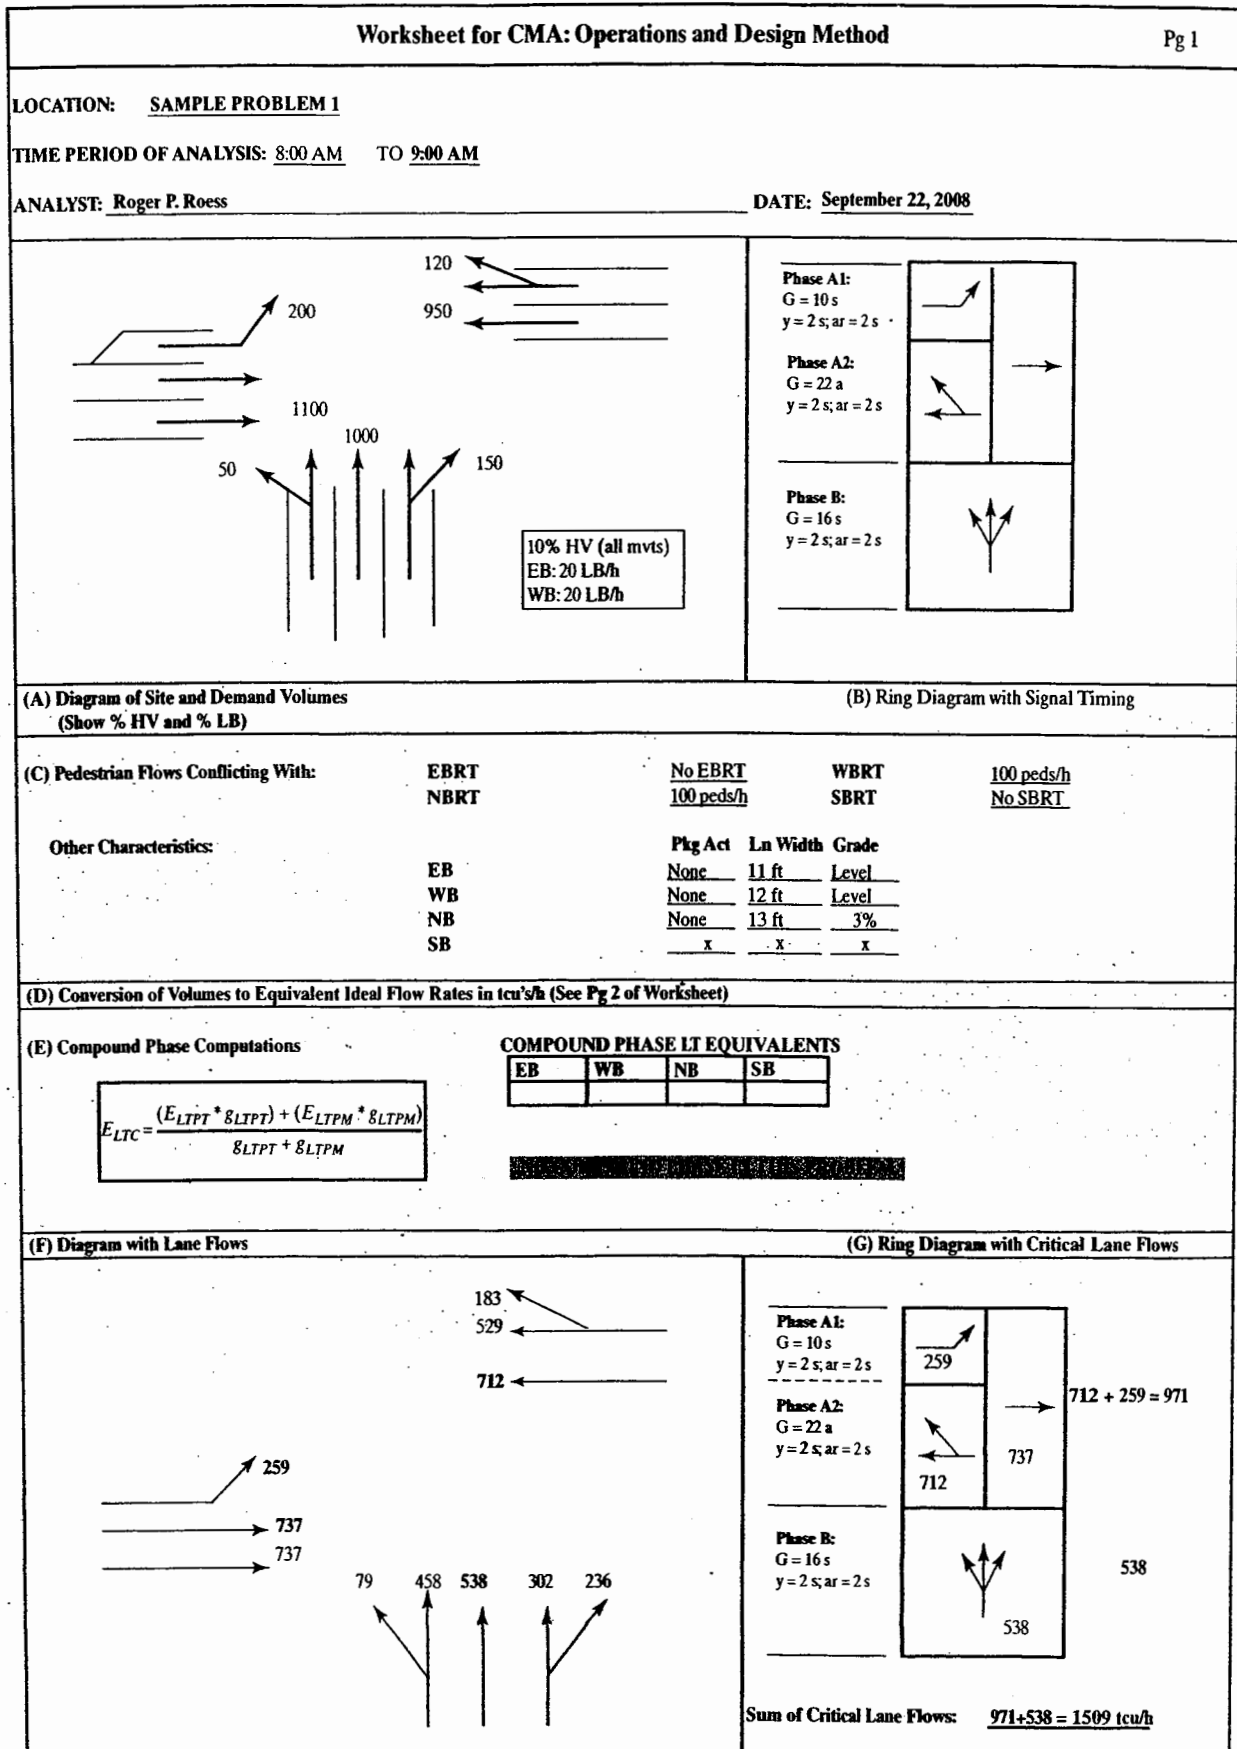 Worksheet for CMA: Operations and Design Method Pg 1
LOCATION: SAMPLE PROBLEM 1
TIME PERIOD OF ANALYSIS: 8:00 AM TO 9:00 AM
ANALYST: Roger P. Roess DATE: September 22, 2008
120
950
200
1100
1000
50
150
10% HV (all mvts)
EB: 20 LB/h
WB: 20 LB/h
Phase A1:
G = 10 s
y = 2 s; ar = 2 s
Phase A2:
G = 22 a
y = 2 s; ar = 2 s
Phase B:
G = 16 s
y = 2 s; ar = 2 s
(A) Diagram of Site and Demand Volumes
(Show % HV and % LB)
(B) Ring Diagram with Signal Timing
(C) Pedestrian Flows Conflicting With: EBRT No EBRT WBRT 100 peds/h
NBRT 100 peds/h SBRT No SBRT
Other Characteristics: Pkg Act Ln Width Grade
EB None 11 ft Level
WB None 12 ft Level
NB None 13 ft 3%
SB x x x
(D) Conversion of Volumes to Equivalent Ideal Flow Rates in tcu's/h (See Pg 2 of Worksheet)
(E) Compound Phase Computations
COMPOUND PHASE LT EQUIVALENTS
EB WB NB SB
E_LTC = (E_LTPT * g_LTPT) + (E_LTPM * g_LTPM)
g_LTPT + g_LTPM
(F) Diagram with Lane Flows (G) Ring Diagram with Critical Lane Flows
183
529
712
259
737
737
79 458 538 302 236
Phase A1:
G = 10 s
y = 2 s; ar = 2 s
259
Phase A2:
G = 22 a
y = 2 s; ar = 2 s
712
737
712 + 259 = 971
Phase B:
G = 16 s
y = 2 s; ar = 2 s
538
538
Sum of Critical Lane Flows: 971+538 = 1509 tcu/h